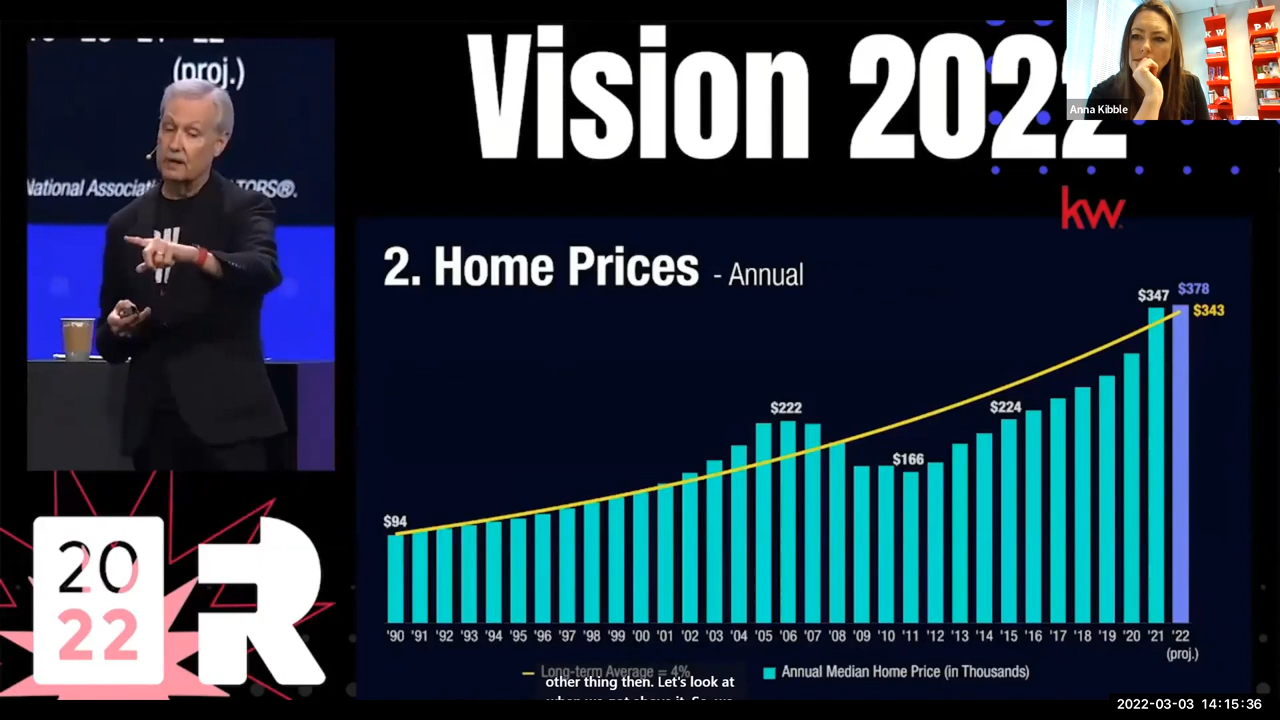 (proj.)
National Associat
TORS®.
Vision 2022
Anna Kibble
K W
P M
kw
2. Home Prices - Annual
$94
$222
$166
$224
$347
$378
$343
'90 '91 '92 '93 '94 '95 '96 '97 '98 '99 '00 '01 '02 '03 '04 '05 '06 '07 '08 '09 '10 '11 '12 '13 '14 '15 '16 '17 '18 '19 '20 '21 '22
(proj.)
Long-term Average = 4%
Annual Median Home Price (in Thousands)
other thing then. Let's look at
20
22
R
2022-03-03 14:15:36